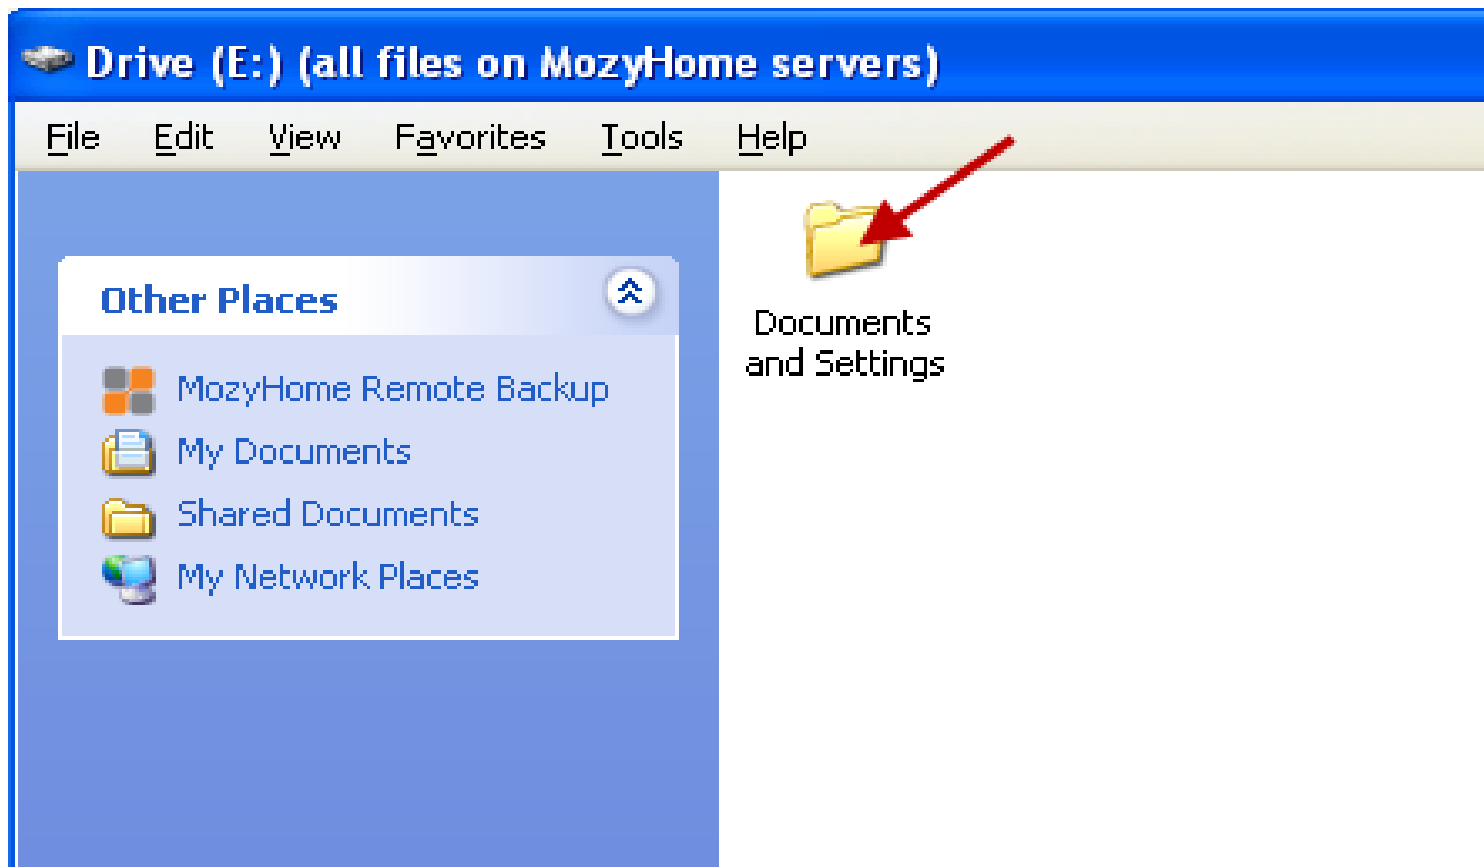 Drive (E:) (all files on MozyHome servers)
File Edit View Favorites Tools Help
Other Places
MozyHome Remote Backup
My Documents
Shared Documents
My Network Places
Documents
and Settings